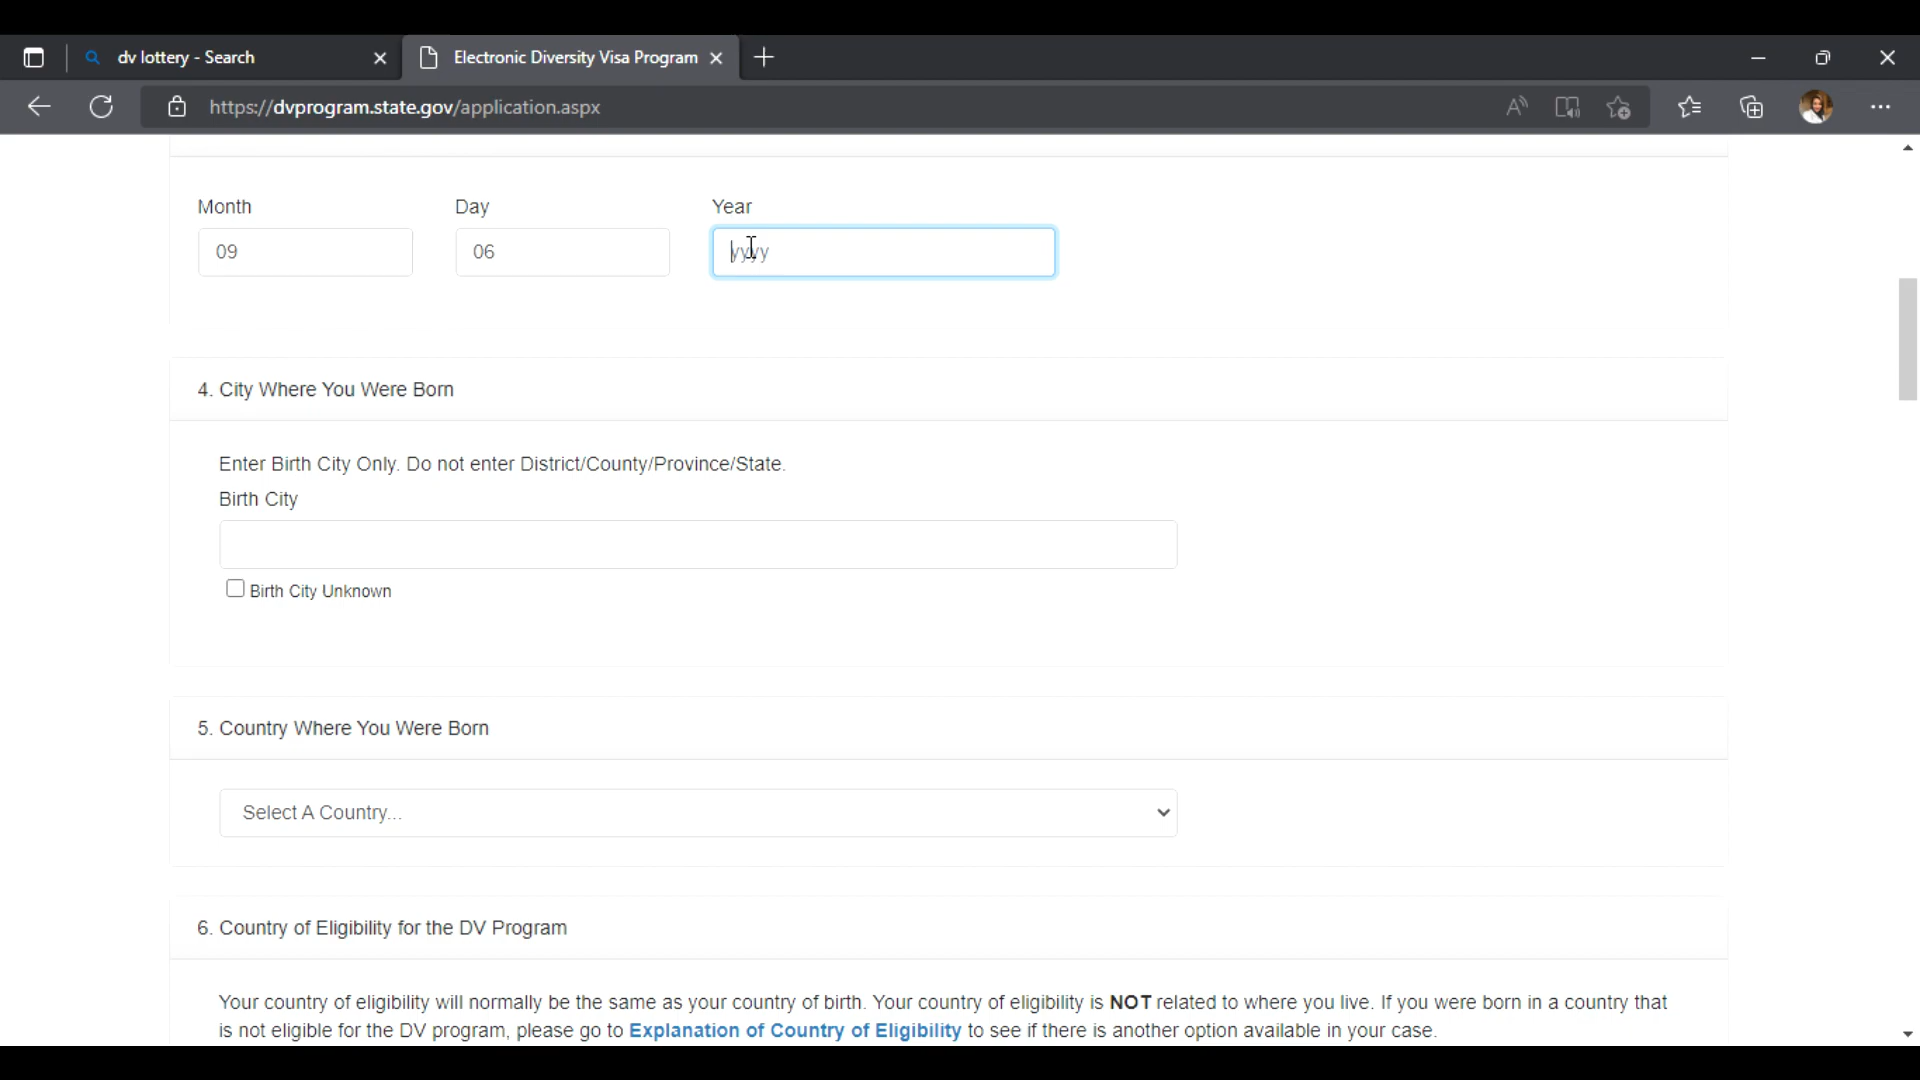 dv lottery - Search
Electronic Diversity Visa Program
https://dvprogram.state.gov/application.aspx
Month
Day
Year
09
06
yyyy
4. City Where You Were Born
Enter Birth City Only. Do not enter District/County/Province/State.
Birth City
Birth City Unknown
5. Country Where You Were Born
Select A Country...
6. Country of Eligibility for the DV Program
Your country of eligibility will normally be the same as your country of birth. Your country of eligibility is NOT related to where you live. If you were born in a country that
is not eligible for the DV program, please go to Explanation of Country of Eligibility to see if there is another option available in your case.